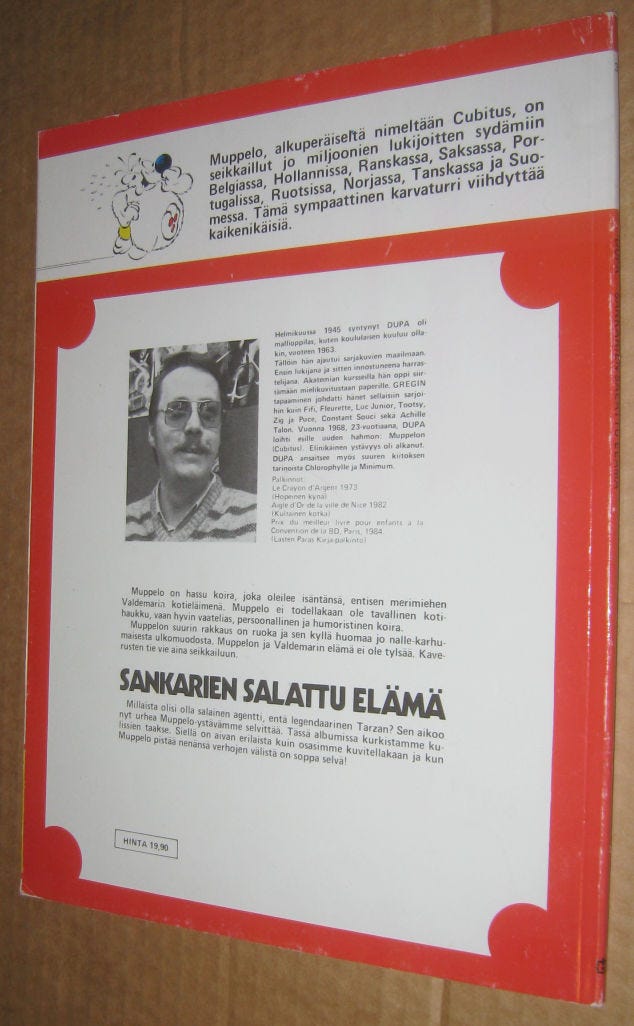 Muppelo, alkuperäiseltä nimeltään Cubitus, on
seikkaillut jo miljoonien lukijoitten sydämiin
Belgiassa, Hollannissa, Ranskassa, Saksassa, Por-
tugalissa, Ruotsissa, Norjassa, Tanskassa ja Suo-
messa. Tämä sympaattinen karvaturri viihdyttää
kaikenikäisiä.
Helmikuussa 1945 syntynyt DUPA oli
mallioppilas, kuten koululaisen kuuluu olla-
kin, vuoteen 1963.
Tällöin hän ajautui sarjakuvien maailmaan.
Ensin lukijana ja sitten innostuneena harras-
telijana. Akatemian kursseilla hän oppi siir-
tämään mielikuvitustaan paperille. GREGIN
tapaaminen johdatti hänet sellaisiin sarjoi-
hin kuin Fifi, Fleurette, Luc Junior, Tootsy,
Zig ja Puce, Constant Souci sekä Achille
Talon. Vuonna 1968, 23-vuotiaana, DUPA
loihti esille uuden hahmon: Muppelon
(Cubitus). Elinikäinen ystävyys oli alkanut.
DUPA ansaitsee myös suuren kiitoksen
tarinoista Chlorophylle ja Minimum.
Palkinnot:
Le Crayon d'Argent 1973
(Hopeinen kynä)
Aigle d'Or de la ville de Nice 1982
(Kultainen kotka)
Prix du meilleur livre pour enfants a la
Convention de la BD, Paris, 1984.
(Lasten Paras Kirja-palkinto)
Muppelo on hassu koira, joka oleilee isäntänsä, entisen merimiehen
Valdemarin kotieläimenä. Muppelo ei todellakaan ole tavallinen koti-
haukku, vaan hyvin vaatelias, persoonallinen ja humoristinen koira.
Muppelon suurin rakkaus on ruoka ja sen kyllä huomaa jo nalle-karhu-
maisesta ulkomuodosta. Muppelon ja Valdemarin elämä ei ole tylsää. Kave-
rusten tie vie aina seikkailuun.
SANKARIEN SALATTU ELÄMÄ
Millaista olisi olla salainen agentti, entä legendaarinen Tarzan? Sen aikoo
nyt urhea Muppelo-ystävämme selvittää. Tässä albumissa kurkistamme ku-
lissien taakse. Siellä on aivan erilaista kuin osasimme kuvitellakaan ja kun
Muppelo pistää nenänsä verhojen välistä on soppa selvä!
HINTA 19,90